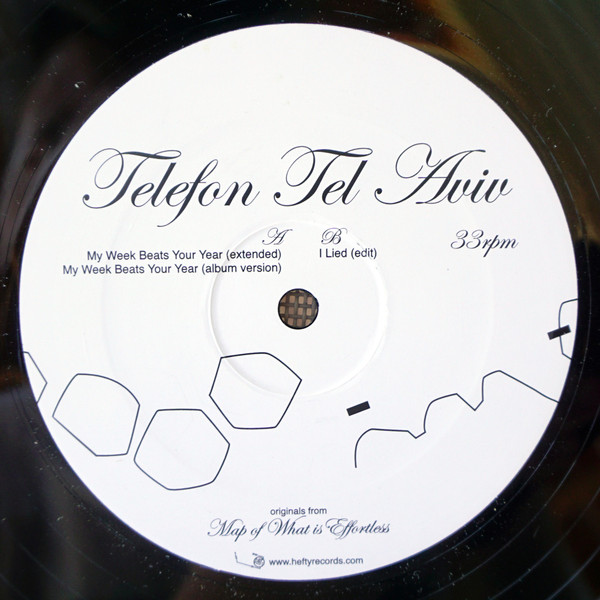 Telefon Tel Aviv
A B 33rpm
My Week Beats Your Year (extended) I Lied (edit)
My Week Beats Your Year (album version)
originals from
Map of What is Effortless
www.heftyrecords.com